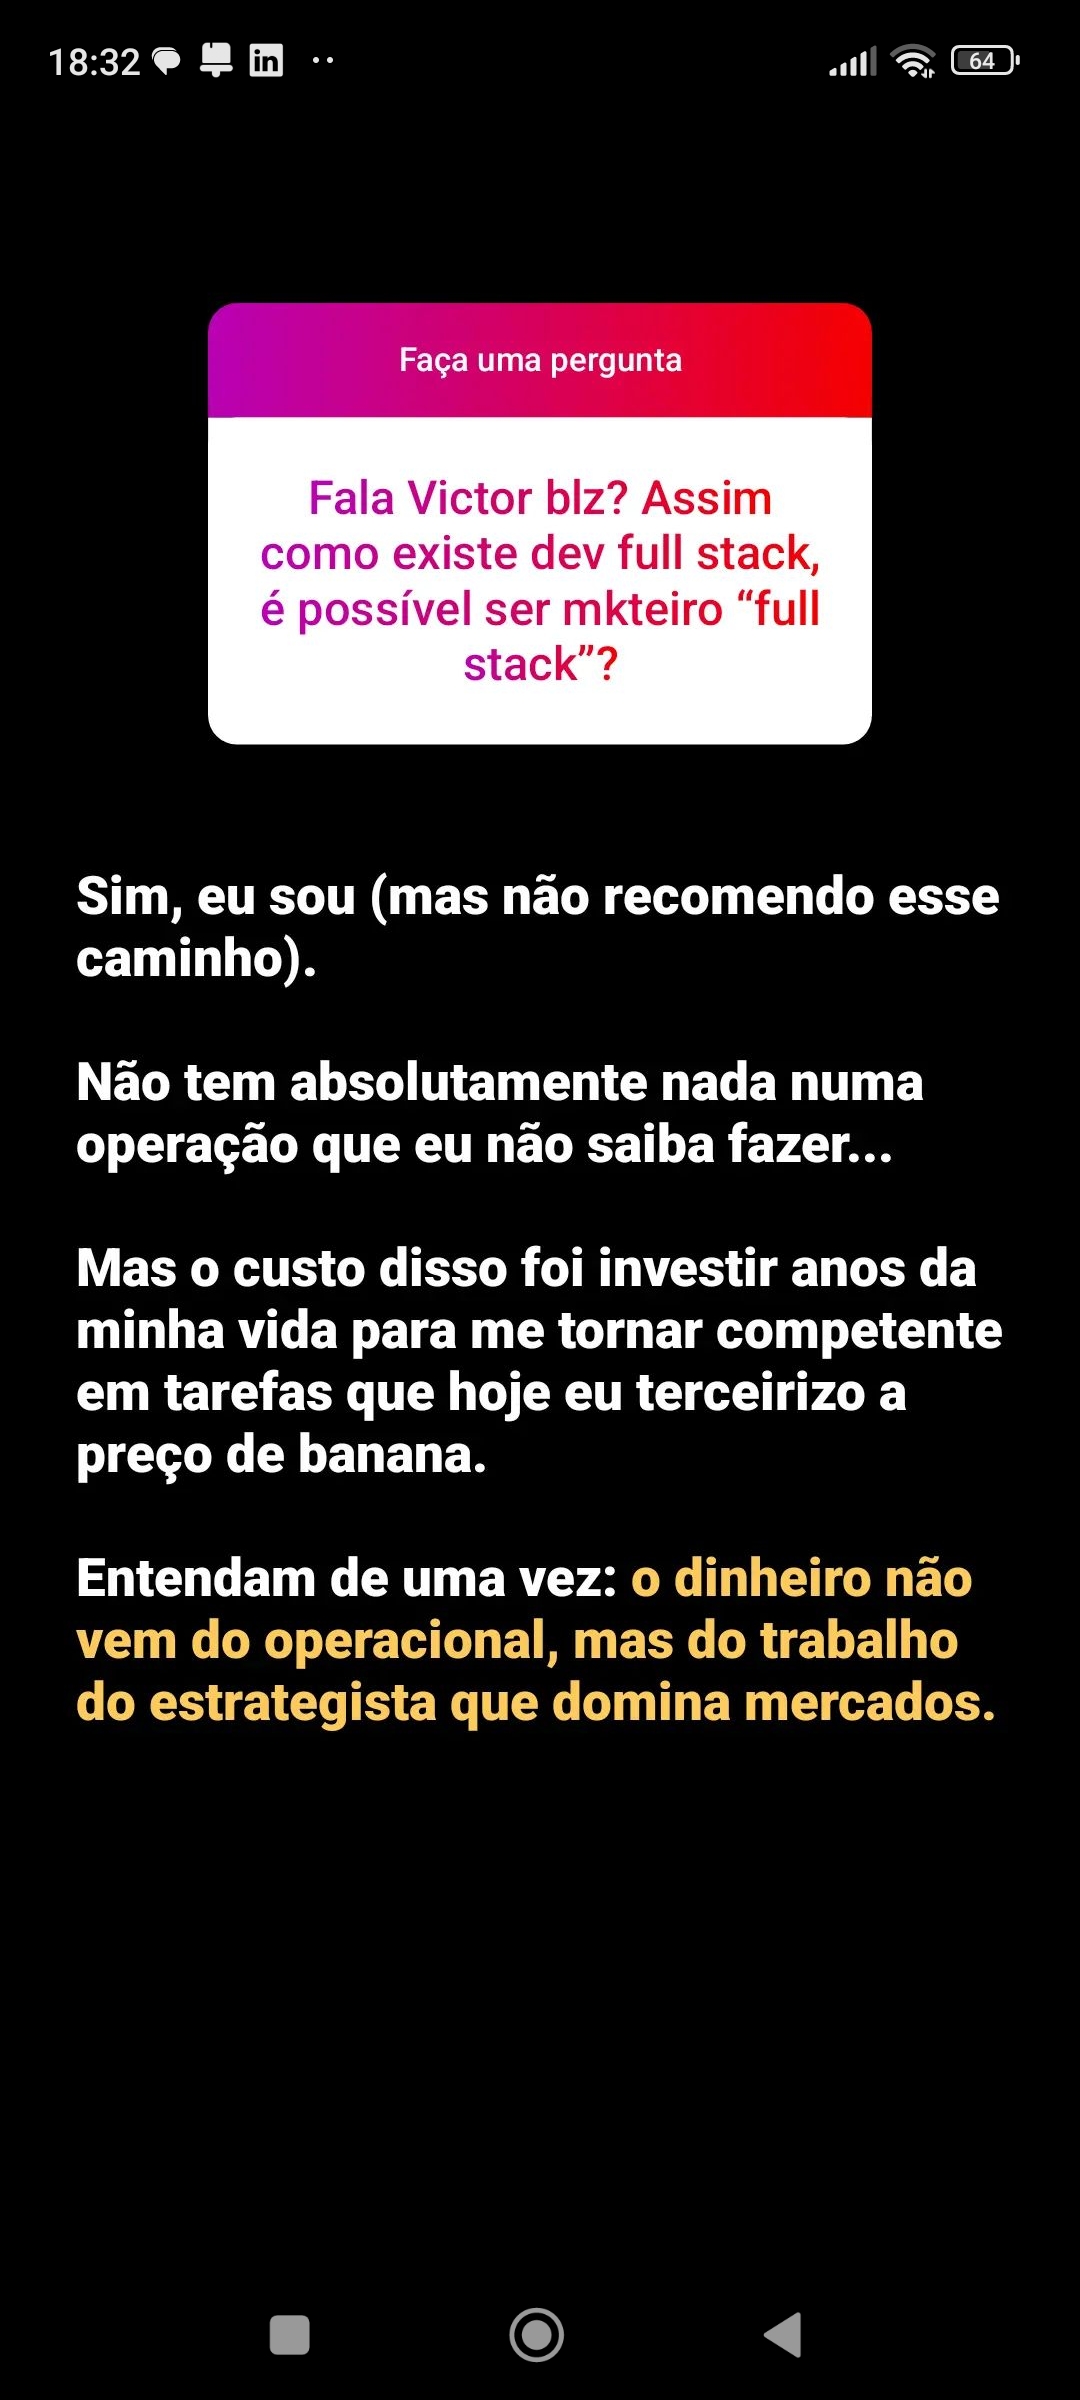 18:32
in
64
Faça uma pergunta
Fala Victor blz? Assim
como existe dev full stack,
é possível ser mkteiro “full
stack”?
Sim, eu sou (mas não recomendo esse
caminho).
Não tem absolutamente nada numa
operação que eu não saiba fazer...
Mas o custo disso foi investir anos da
minha vida para me tornar competente
em tarefas que hoje eu terceirizo a
preço de banana.
Entendam de uma vez: o dinheiro não
vem do operacional, mas do trabalho
do estrategista que domina mercados.